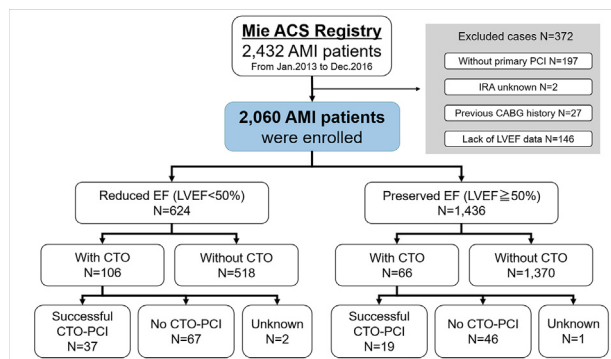 Mie ACS Registry
2,432 AMI patients
From Jan.2013 to Dec.2016
Excluded cases N=372
Without primary PCI N=197
IRA unknown N=2
Previous CABG history N=27
Lack of LVEF data N=146
2,060 AMI patients
were enrolled
Reduced EF (LVEF<50%)
N=624
Preserved EF (LVEF≧50%)
N=1,436
With CTO
N=106
Without CTO
N=518
With CTO
N=66
Without CTO
N=1,370
Successful
CTO-PCI
N=37
No CTO-PCI
N=67
Unknown
N=2
Successful
CTO-PCI
N=19
No CTO-PCI
N=46
Unknown
N=1